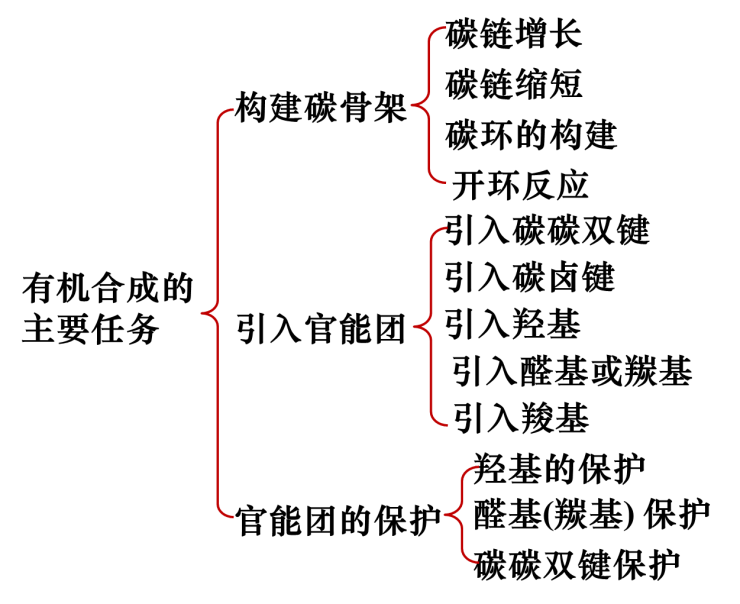 有机合成的
主要任务
构建碳骨架
碳链增长
碳链缩短
碳环的构建
开环反应
引入官能团
引入碳碳双键
引入碳卤键
引入羟基
引入醛基或羰基
引入羧基
官能团的保护
羟基的保护
醛基(羰基) 保护
碳碳双键保护